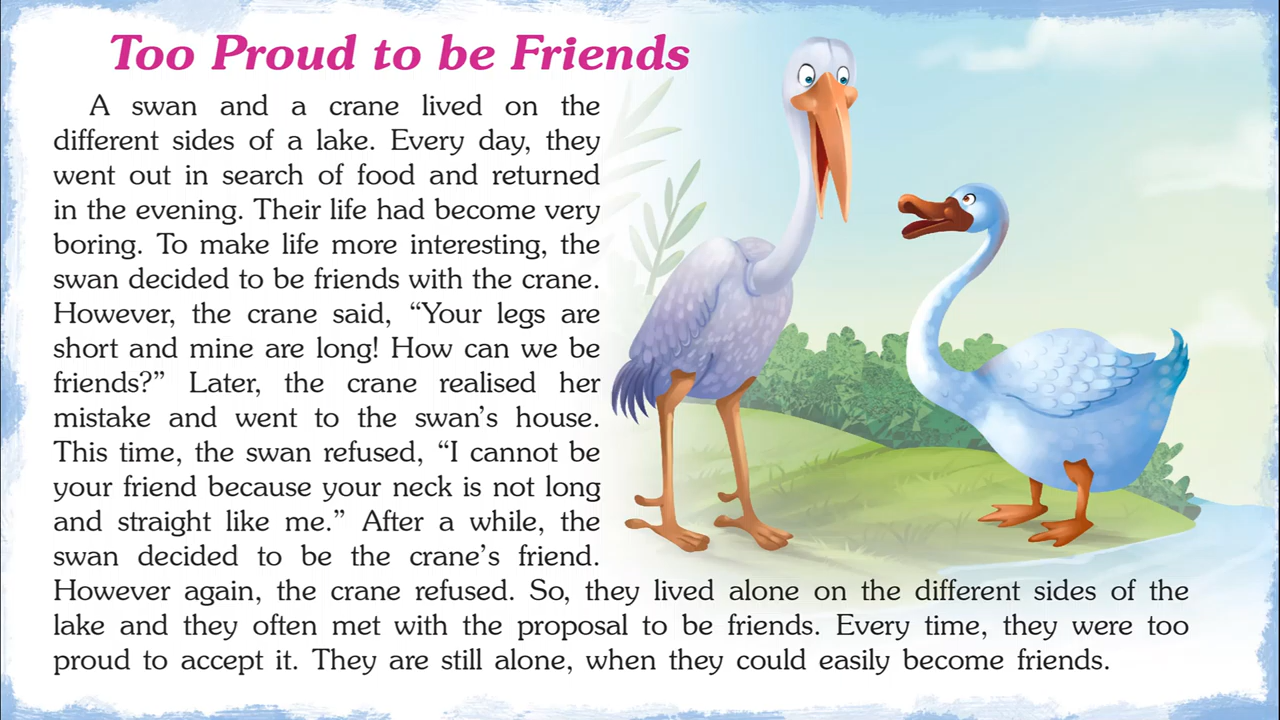 Too Proud to be Friends
A swan and a crane lived on the
different sides of a lake. Every day, they
went out in search of food and returned
in the evening. Their life had become very
boring. To make life more interesting, the
swan decided to be friends with the crane.
However, the crane said, “Your legs are
short and mine are long! How can we be
friends?” Later, the crane realised her
mistake and went to the swan’s house.
This time, the swan refused, “I cannot be
your friend because your neck is not long
and straight like me.” After a while, the
swan decided to be the crane’s friend.
However again, the crane refused. So, they lived alone on the different sides of the
lake and they often met with the proposal to be friends. Every time, they were too
proud to accept it. They are still alone, when they could easily become friends.